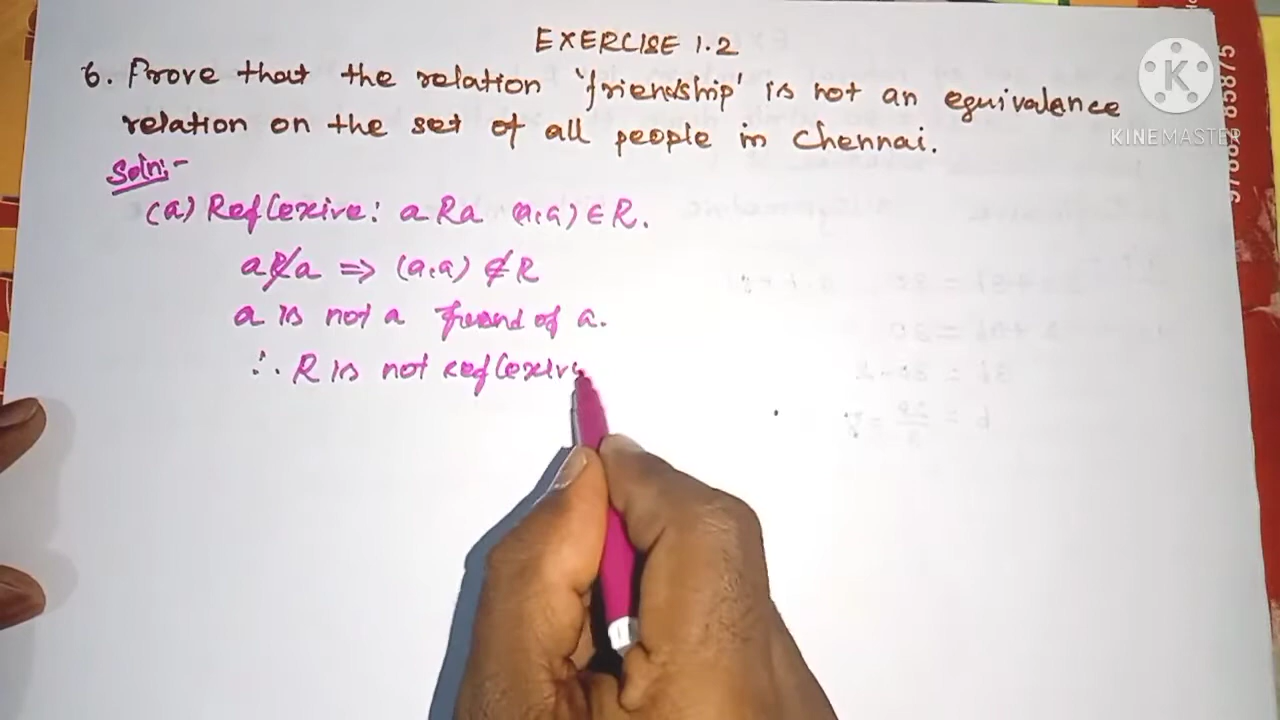 EXERCISE 1.2
6. Prove that the relation 'friendship' is not an equivalence
relation on the set of all people in Chennai.
Soln:-
(a) Reflexive: aRa (a,a) ∈ R.
aR̸a ⇒ (a,a) ∉ R
a is not a friend of a.
∴ R is not reflexive
K
KINEMASTER